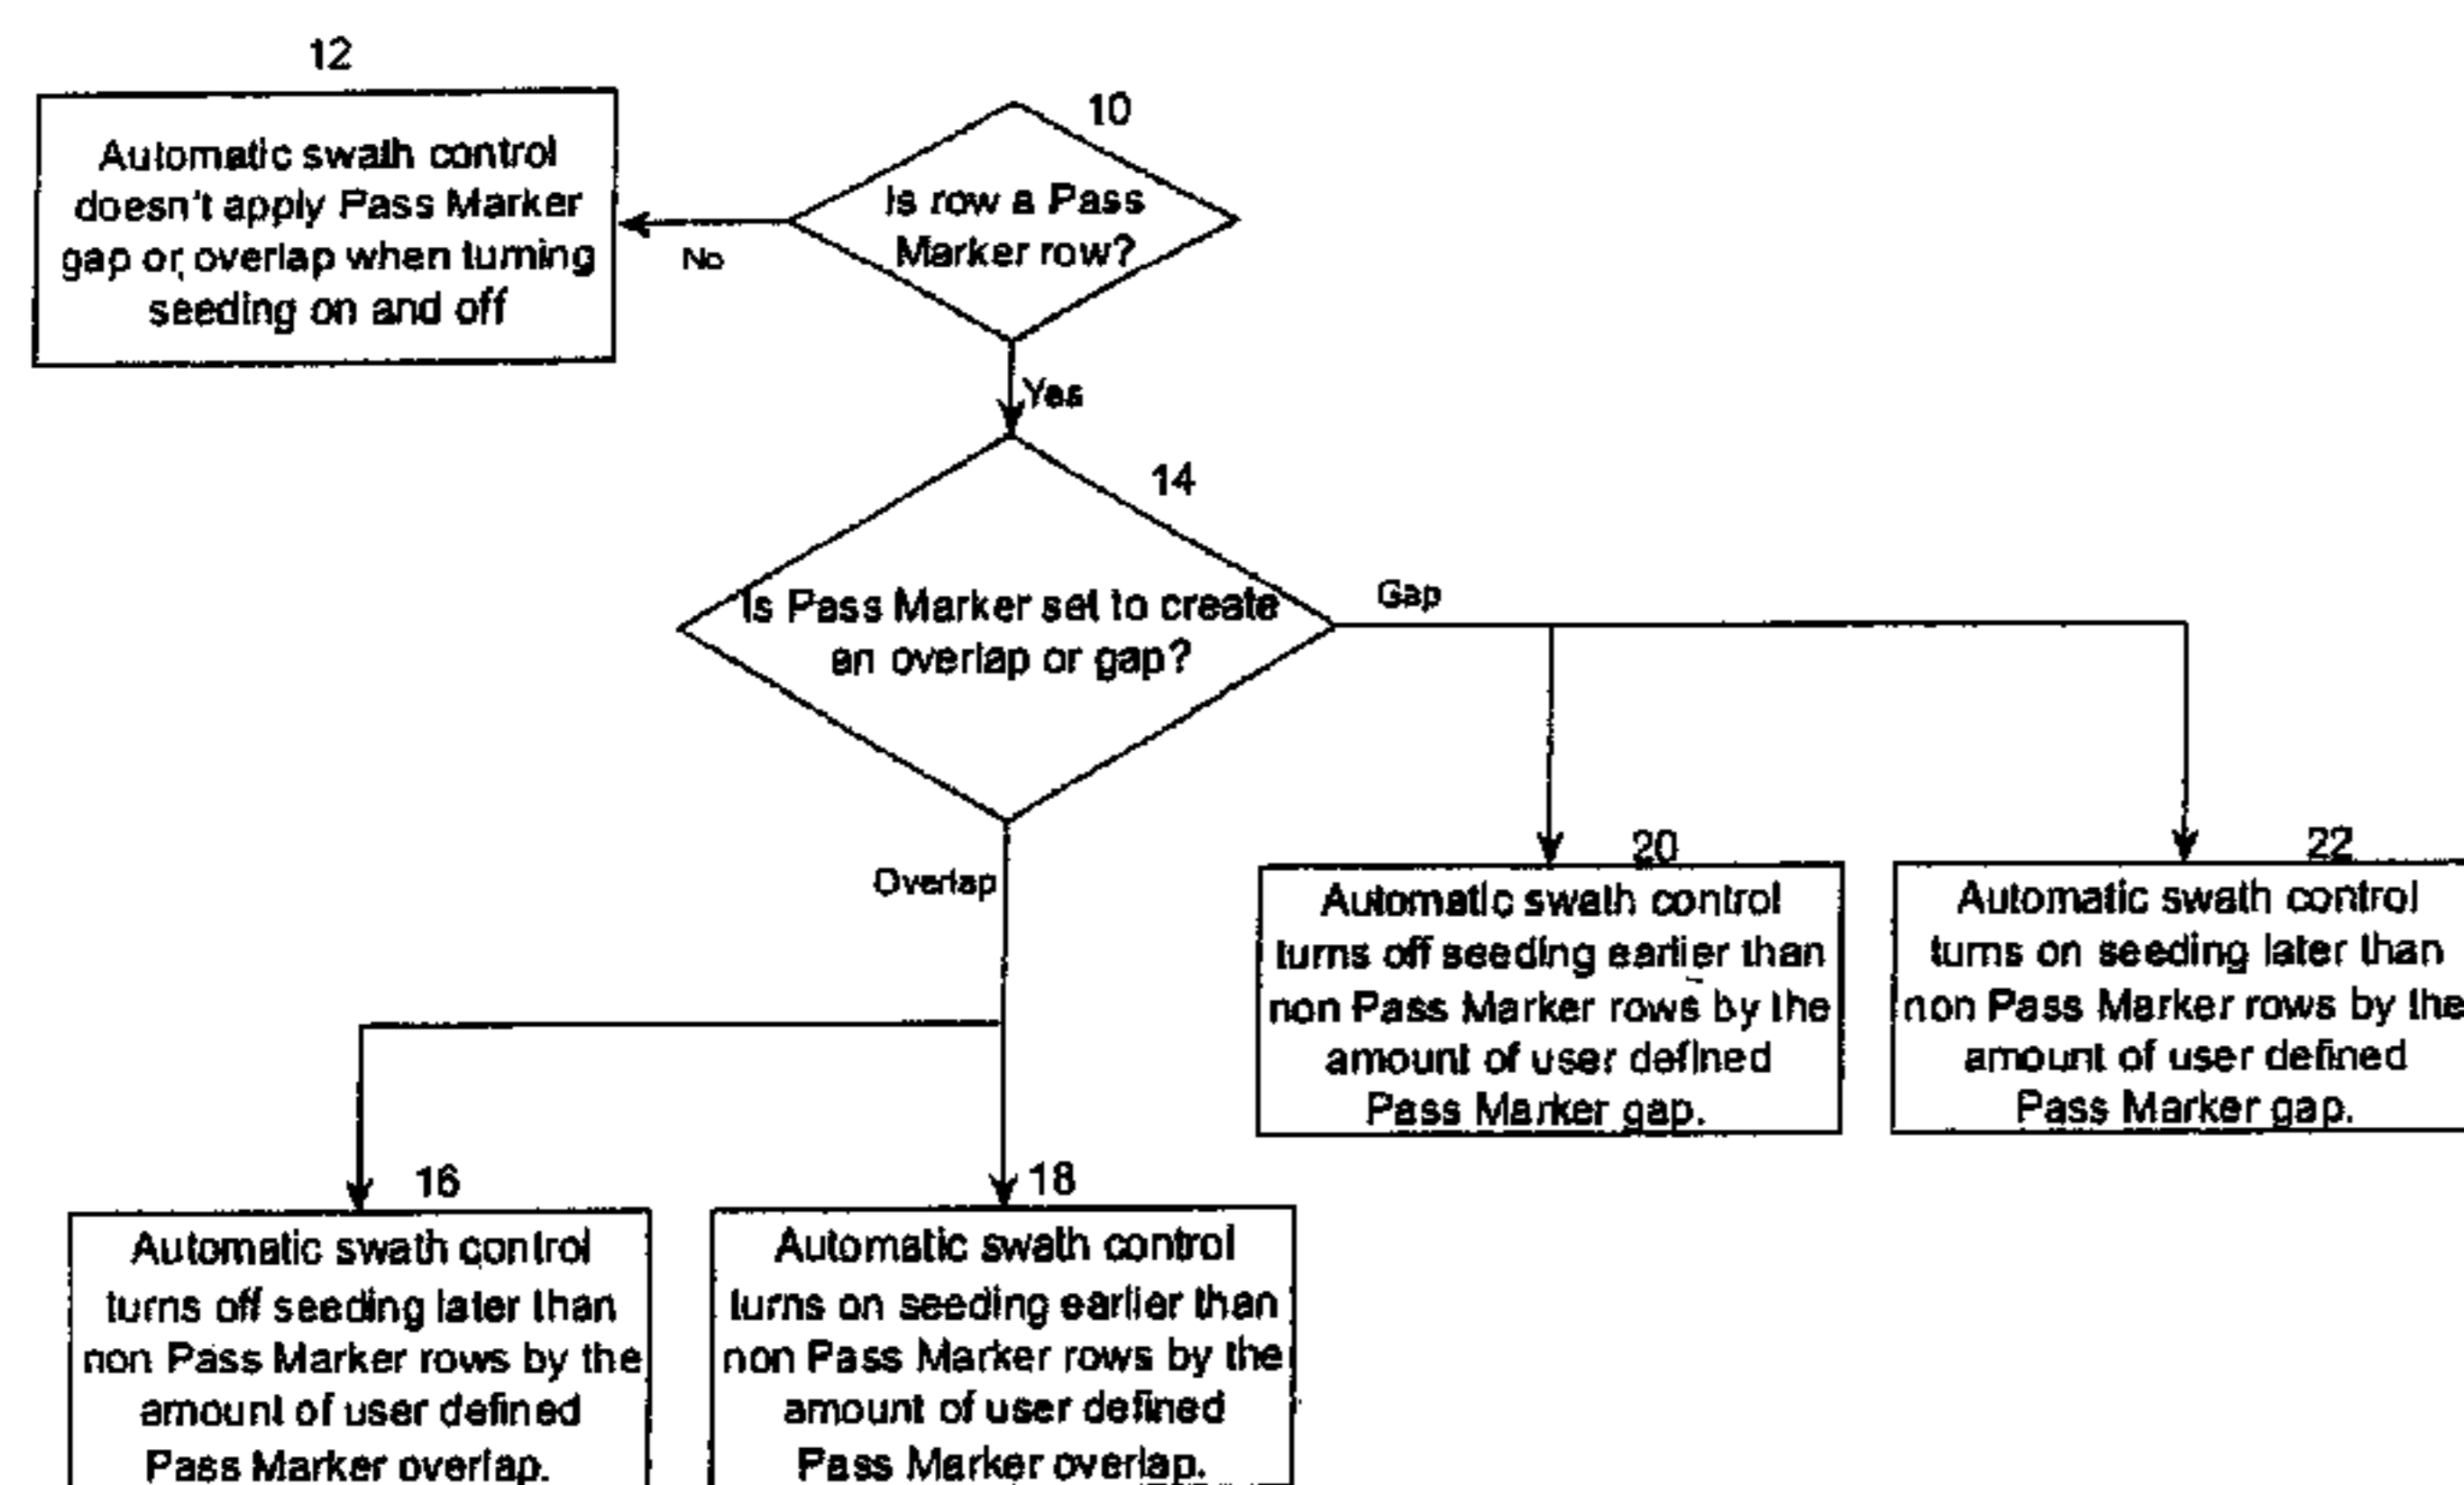 12
Automatic swath control
doesn't apply Pass Marker
gap or overlap when turning
seeding on and off
10
Is row a Pass
Marker row?
No
Yes
14
Is Pass Marker set to create
an overlap or gap?
Gap
Overlap
20
Automatic swath control
turns off seeding earlier than
non Pass Marker rows by the
amount of user defined
Pass Marker gap.
22
Automatic swath control
turns on seeding later than
non Pass Marker rows by the
amount of user defined
Pass Marker gap.
16
Automatic swath control
turns off seeding later than
non Pass Marker rows by the
amount of user defined
Pass Marker overlap.
18
Automatic swath control
turns on seeding earlier than
non Pass Marker rows by the
amount of user defined
Pass Marker overlap.